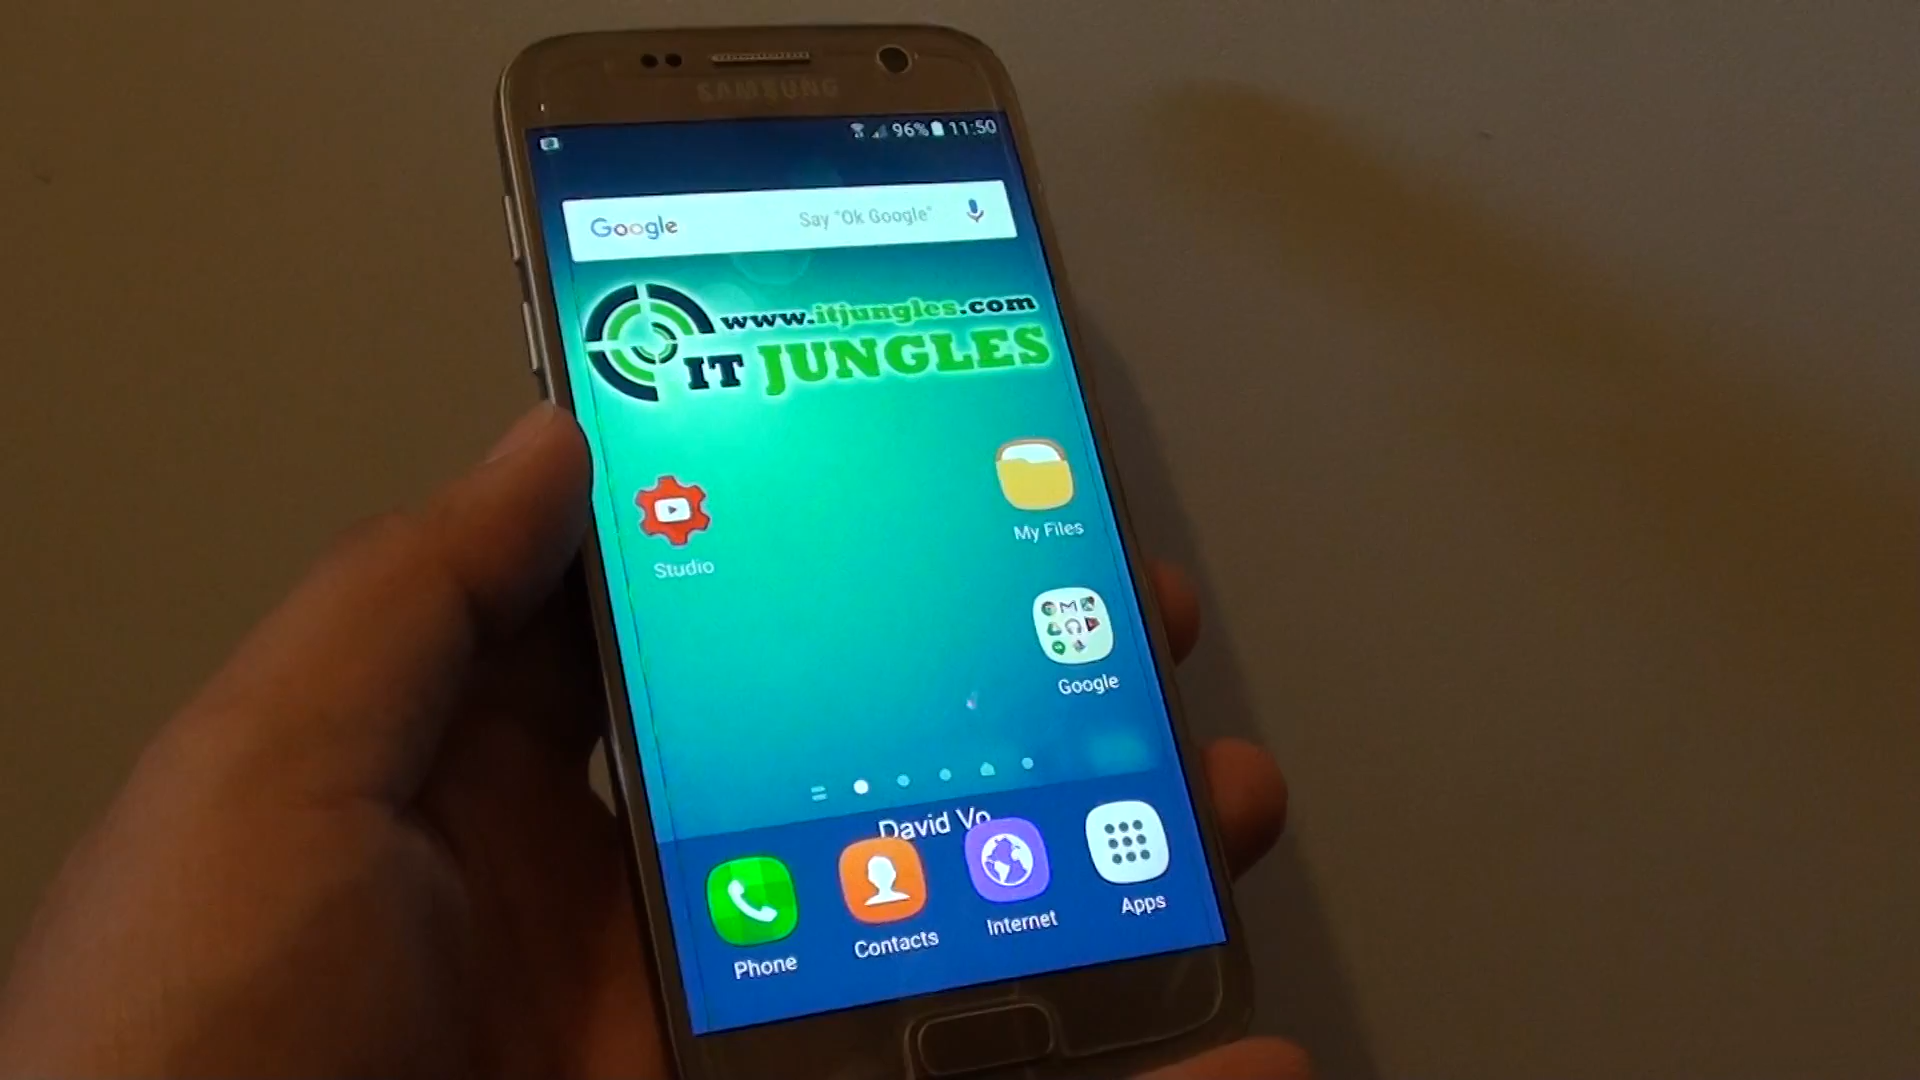 SAMSUNG
96% 11:50
Google Say "Ok Google"
www.itjungles.com
IT JUNGLES
My Files
Studio
Google
David Vo
Phone Contacts Internet Apps